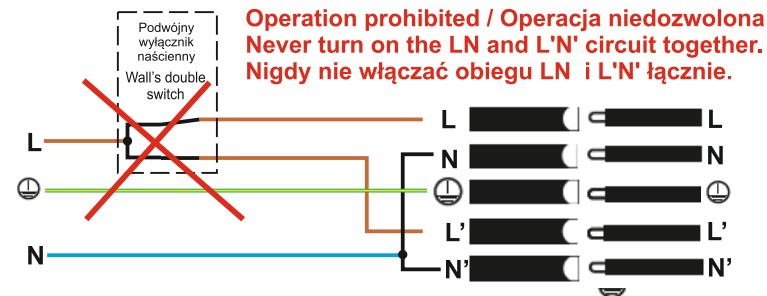 Operation prohibited / Operacja niedozwolona
Never turn on the LN and L'N' circuit together.
Nigdy nie włączać obiegu LN i L'N' łącznie.
Podwójny
wyłącznik
naścienny
Wall's double
switch
L
N
L
N
L'
N'
L
N
L'
N'